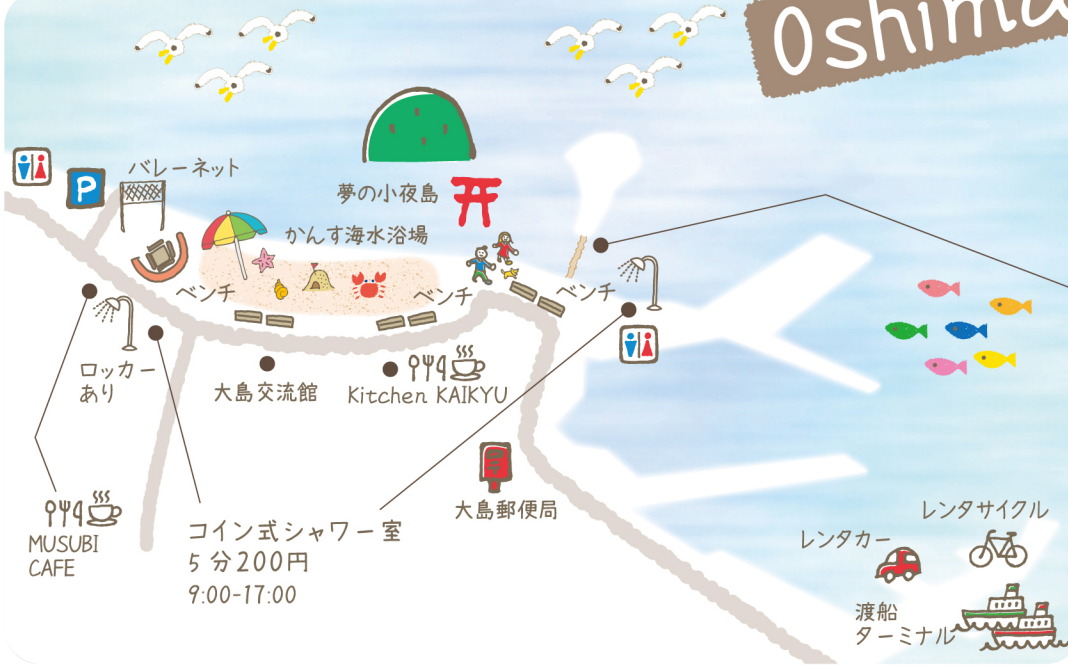 Oshima
バレーネット
P
夢の小夜島
かんす海水浴場
ベンチ
ベンチ
ベンチ
ロッカー
あり
大島交流館
Kitchen KAIKYU
大島郵便局
MUSUBI
CAFE
コイン式シャワー室
5分200円
9:00-17:00
レンタサイクル
レンタカー
渡船
ターミナル